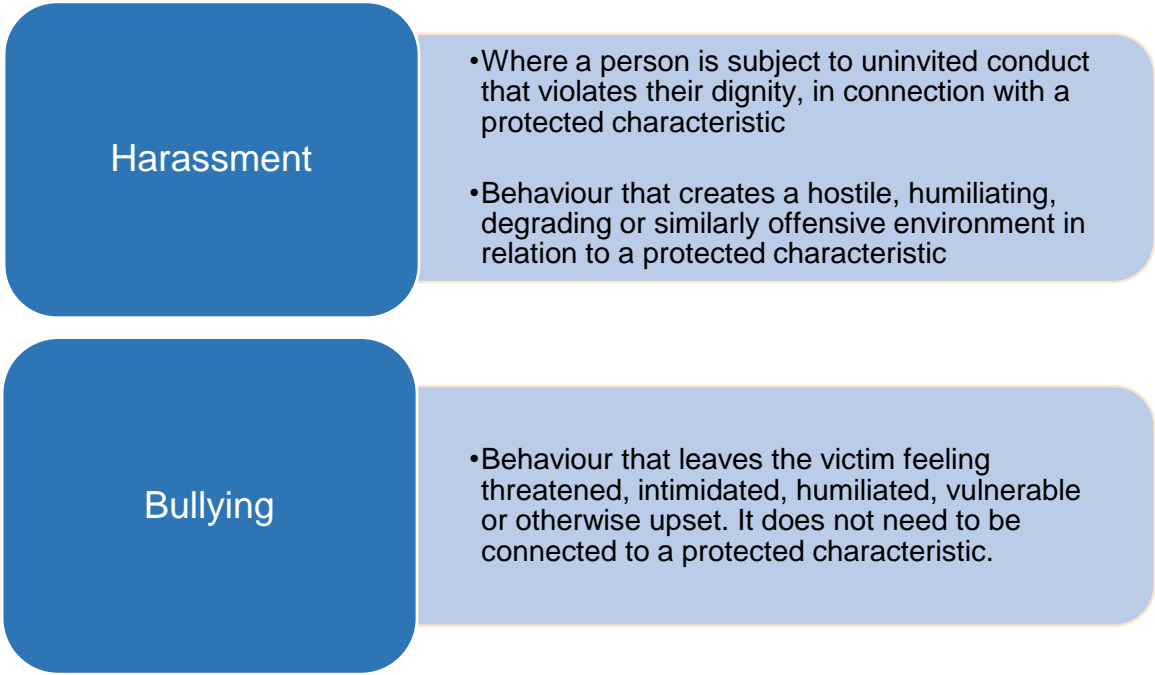 Harassment
•Where a person is subject to uninvited conduct
that violates their dignity, in connection with a
protected characteristic
•Behaviour that creates a hostile, humiliating,
degrading or similarly offensive environment in
relation to a protected characteristic
Bullying
•Behaviour that leaves the victim feeling
threatened, intimidated, humiliated, vulnerable
or otherwise upset. It does not need to be
connected to a protected characteristic.